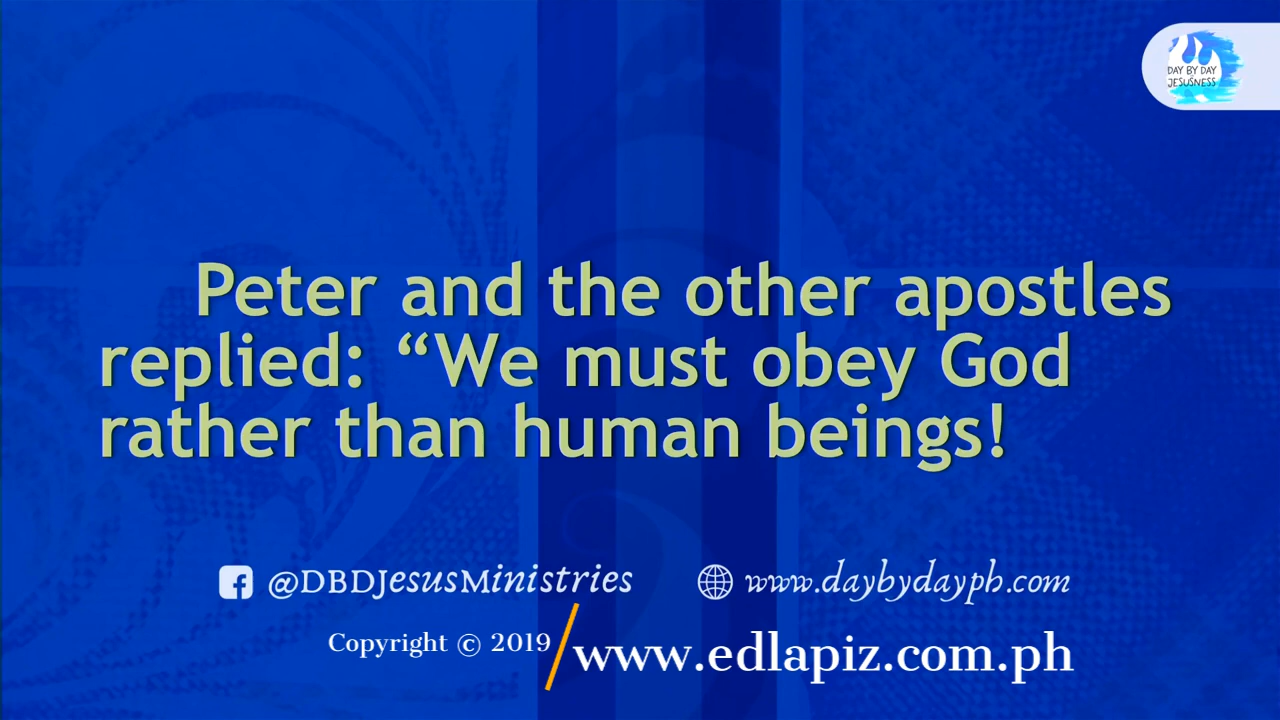 DAY BY DAY
JESUSNESS
Peter and the other apostles
replied: “We must obey God
rather than human beings!
@DBDJesusMinistries
www.daybydayph.com
Copyright © 2019
www.edlapiz.com.ph